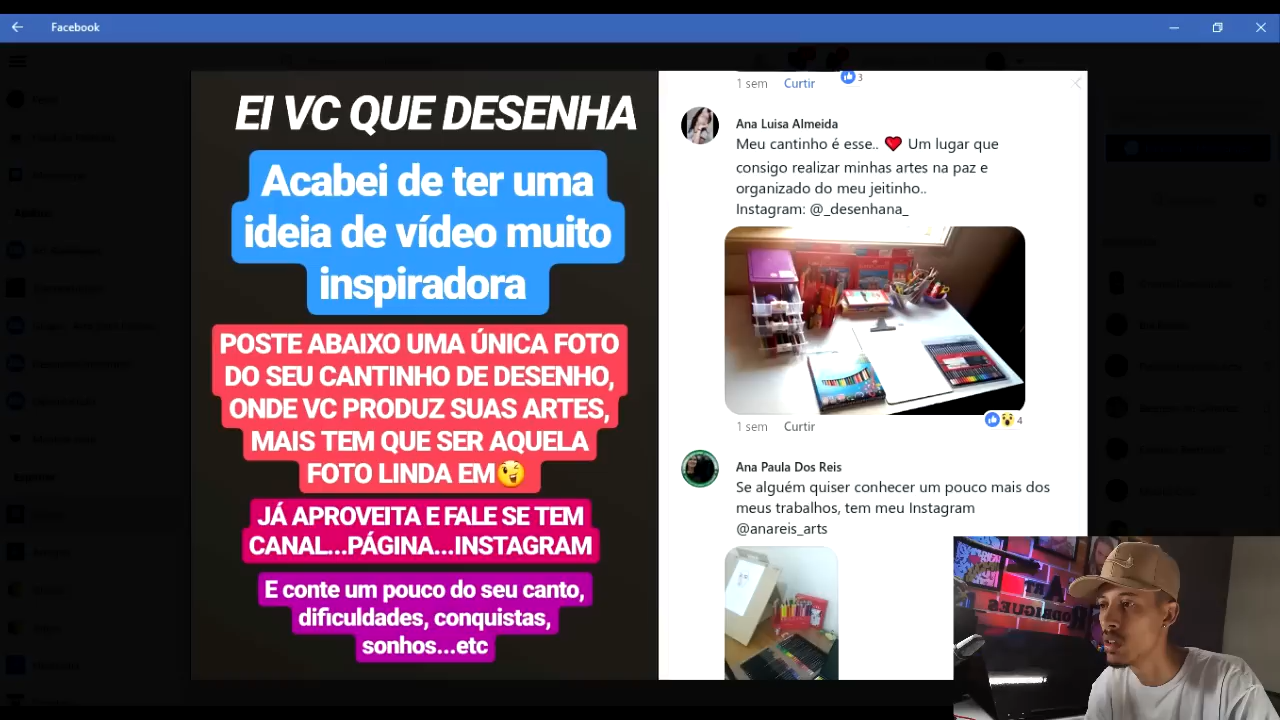 Facebook
EI VC QUE DESENHA
Acabei de ter uma
ideia de vídeo muito
inspiradora
POSTE ABAIXO UMA ÚNICA FOTO
DO SEU CANTINHO DE DESENHO,
ONDE VC PRODUZ SUAS ARTES,
MAIS TEM QUE SER AQUELA
FOTO LINDA EM😉
JÁ APROVEITA E FALE SE TEM
CANAL...PÁGINA...INSTAGRAM
E conte um pouco do seu canto,
dificuldades, conquistas,
sonhos...etc
1 sem Curtir 3
Ana Luisa Almeida
Meu cantinho é esse.. ❤️ Um lugar que
consigo realizar minhas artes na paz e
organizado do meu jeitinho..
Instagram: @_desenhana_
1 sem Curtir 4
Ana Paula Dos Reis
Se alguém quiser conhecer um pouco mais dos
meus trabalhos, tem meu Instagram
@anareis_arts
ART
RODRIGUES